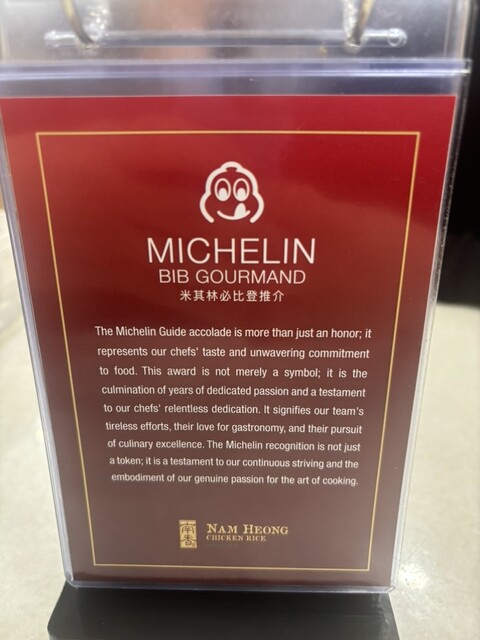 MICHELIN
BIB GOURMAND
米其林必比登推介
The Michelin Guide accolade is more than just an honor; it
represents our chefs' taste and unwavering commitment
to food. This award is not merely a symbol; it is the
culmination of years of dedicated passion and a testament
to our chefs' relentless dedication. It signifies our team's
tireless efforts, their love for gastronomy, and their pursuit
of culinary excellence. The Michelin recognition is not just
a token; it is a testament to our continuous striving and the
embodiment of our genuine passion for the art of cooking.
南香
NAM HEONG
CHICKEN RICE